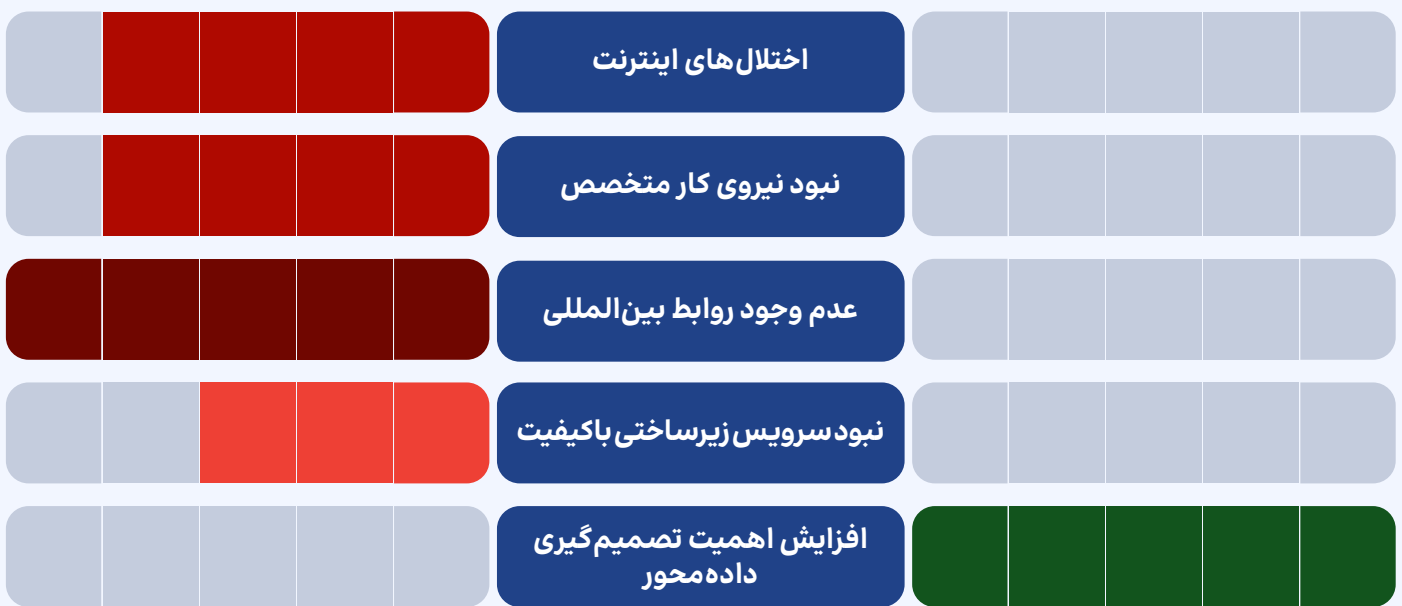 اختلال‌های اینترنت
نبود نیروی کار متخصص
عدم وجود روابط بین‌المللی
نبود سرویس زیرساختی باکیفیت
افزایش اهمیت تصمیم‌گیری
داده‌محور